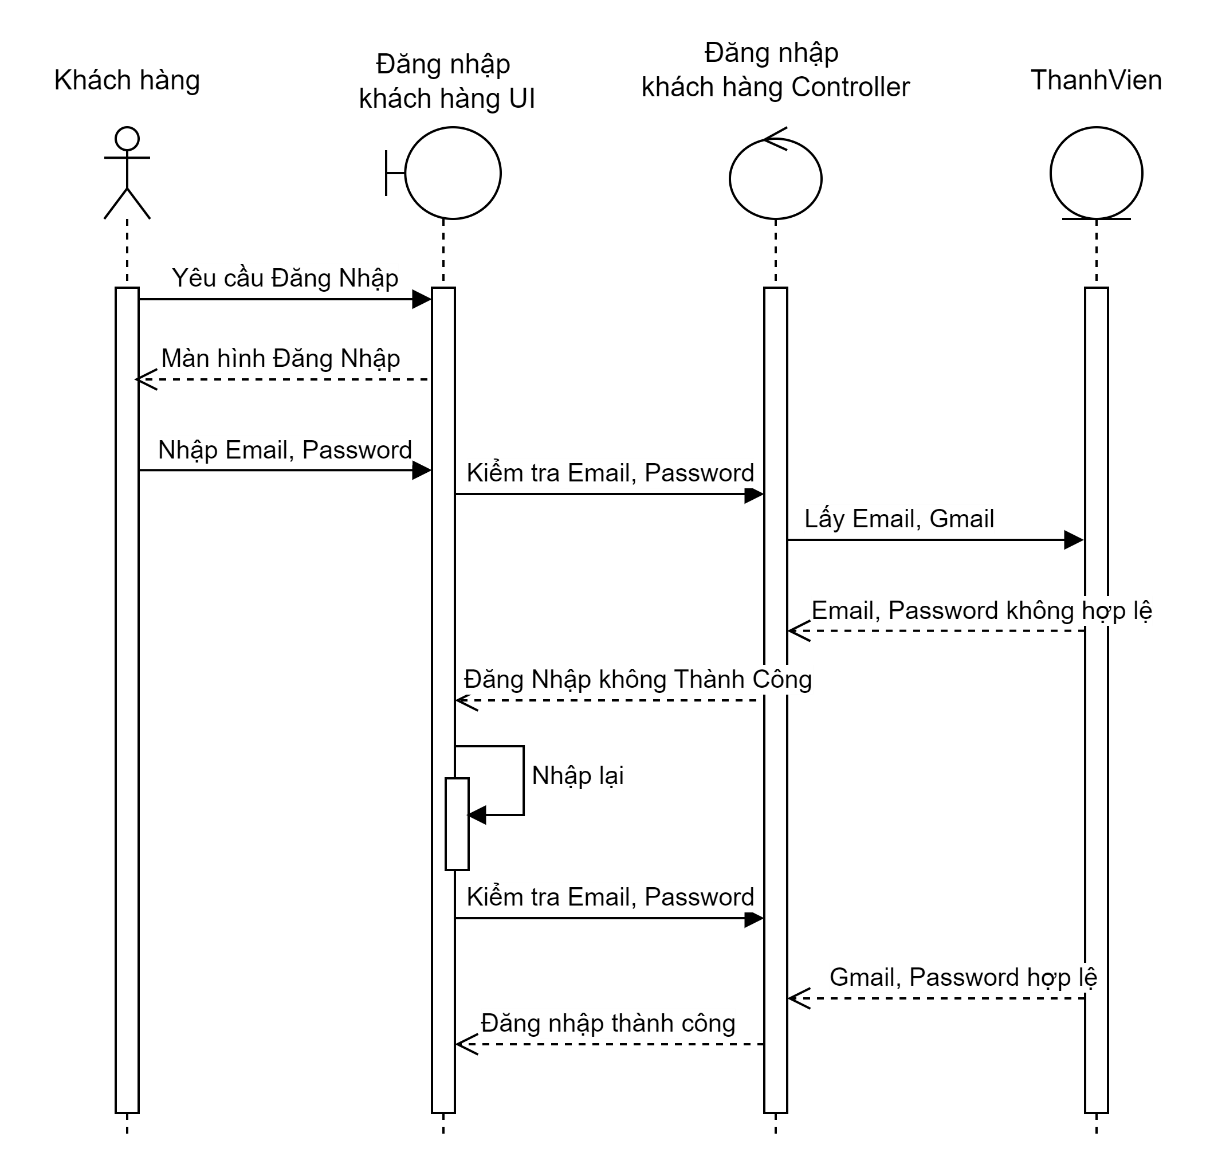 Khách hàng
Đăng nhập
khách hàng UI
Đăng nhập
khách hàng Controller
ThanhVien
Yêu cầu Đăng Nhập
Màn hình Đăng Nhập
Nhập Email, Password
Kiểm tra Email, Password
Lấy Email, Gmail
Email, Password không hợp lệ
Đăng Nhập không Thành Công
Nhập lại
Kiểm tra Email, Password
Gmail, Password hợp lệ
Đăng nhập thành công